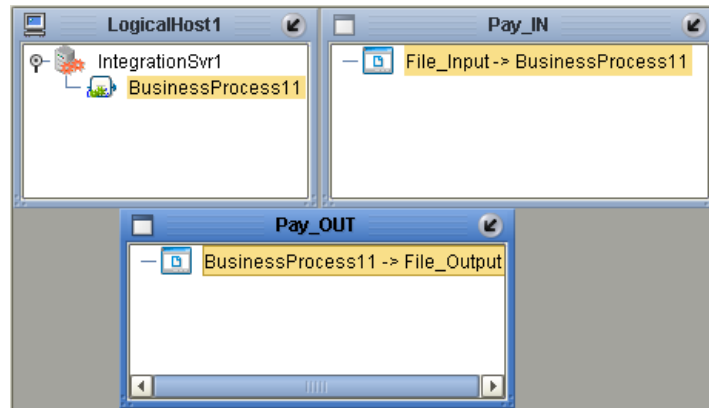 LogicalHost1
Pay_IN
IntegrationSvr1
BusinessProcess11
File_Input -> BusinessProcess11
Pay_OUT
BusinessProcess11 -> File_Output